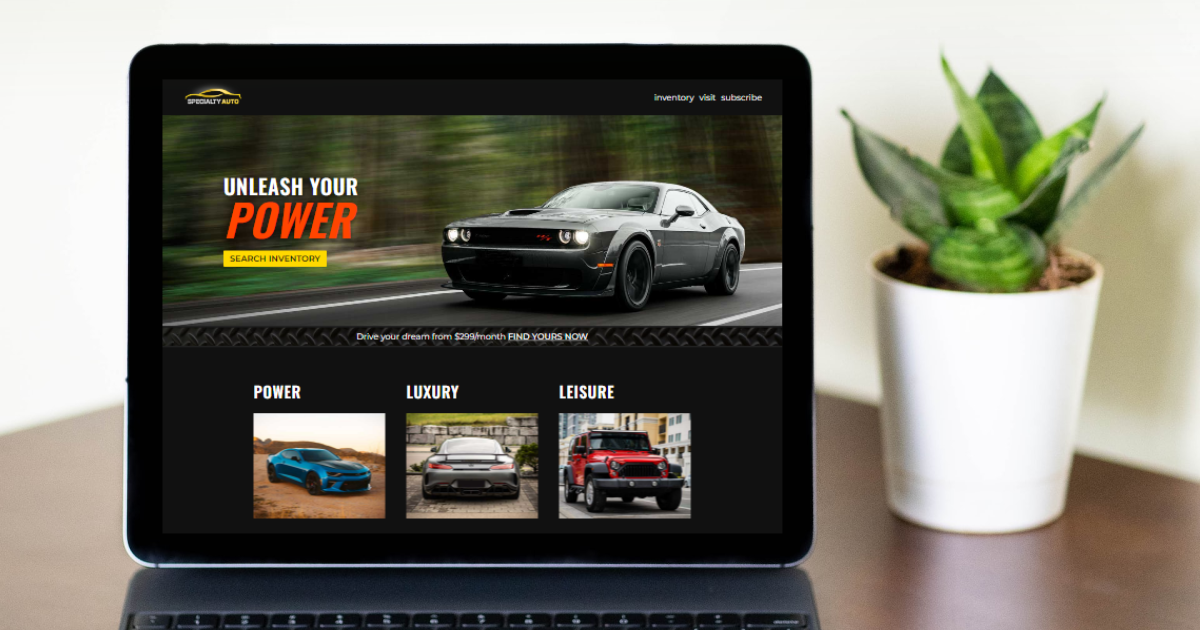 SPECIALTY AUTO
inventory visit subscribe
UNLEASH YOUR
POWER
SEARCH INVENTORY
Drive your dream from $299/month FIND YOURS NOW
POWER
LUXURY
LEISURE